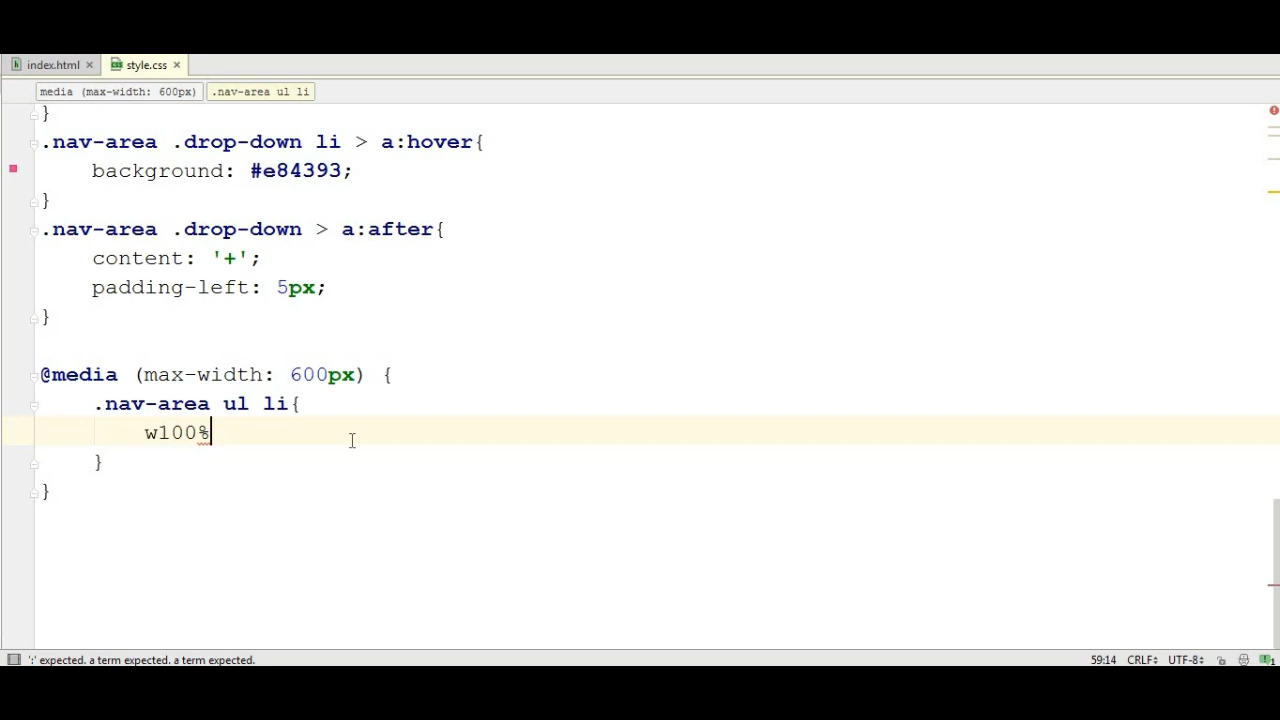 index.html
style.css
media (max-width: 600px)
.nav-area ul li
}
.nav-area .drop-down li > a:hover{
background: #e84393;
}
.nav-area .drop-down > a:after{
content: '+';
padding-left: 5px;
}
@media (max-width: 600px) {
.nav-area ul li{
w100%
}
}
':' expected. a term expected. a term expected.
59:14 CRLF UTF-8 1